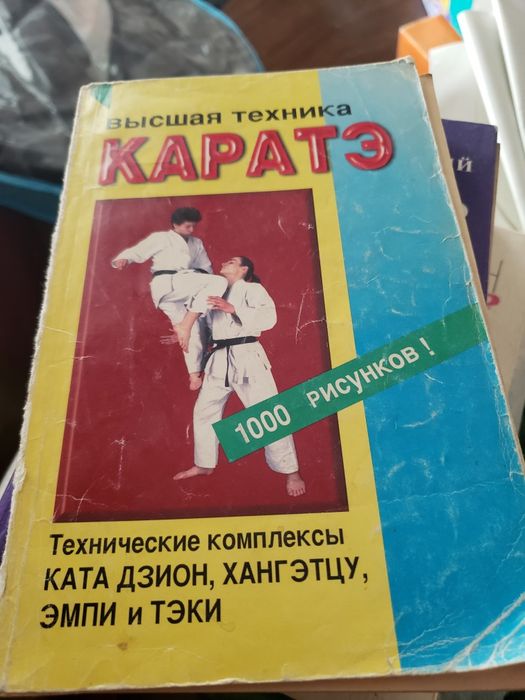 высшая техника
КАРАТЭ
1000 рисунков!
Технические комплексы
КАТА ДЗИОН, ХАНГЭТЦУ,
ЭМПИ и ТЭКИ